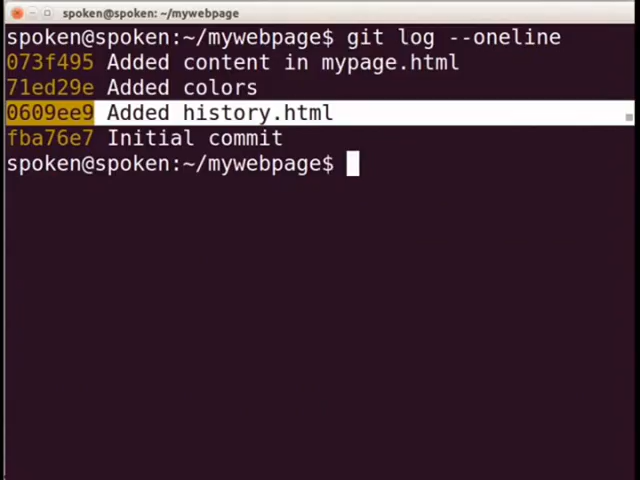 spoken@spoken: ~/mywebpage
spoken@spoken:~/mywebpage$ git log --oneline
073f495 Added content in mypage.html
71ed29e Added colors
0609ee9 Added history.html
fba76e7 Initial commit
spoken@spoken:~/mywebpage$